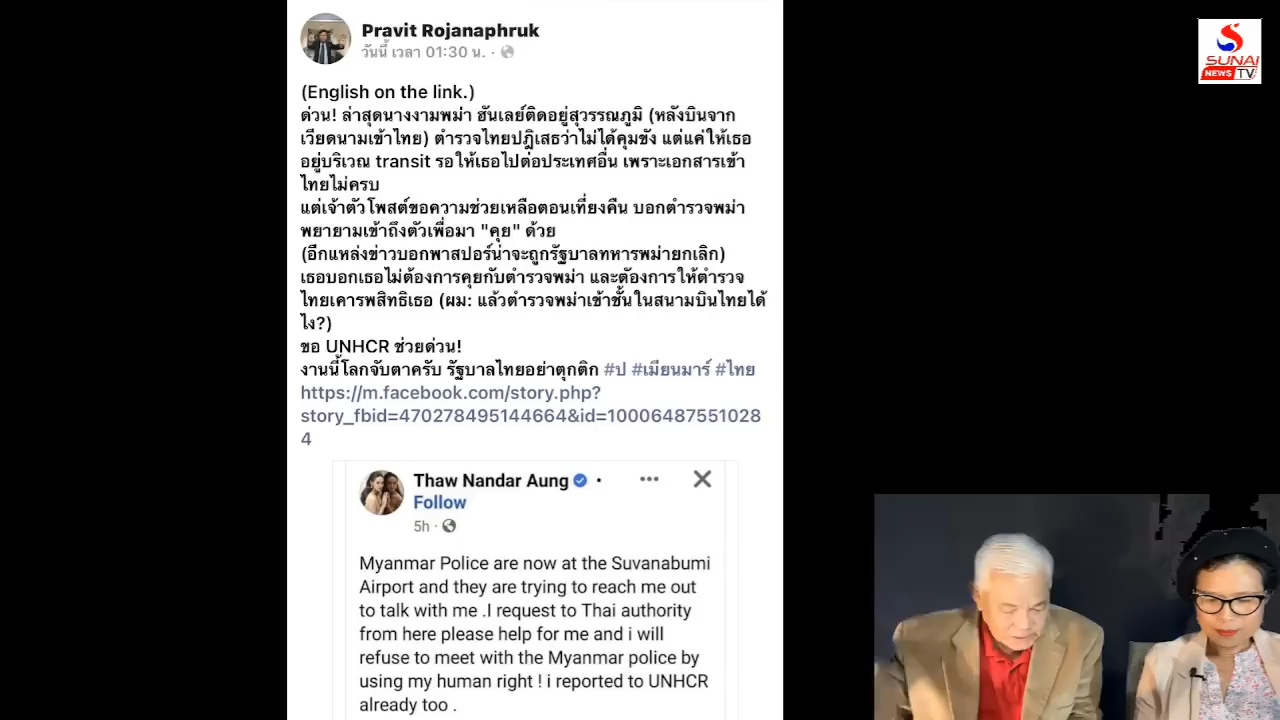 Pravit Rojanaphruk
วันนี้ เวลา 01:30 น. ·
SUNAI
NEWS TV
(English on the link.)
ด่วน! ล่าสุดนางงามพม่า ฮันเลย์ติดอยู่สุวรรณภูมิ (หลังบินจาก
เวียดนามเข้าไทย) ตำรวจไทยปฎิเสธว่าไม่ได้คุมขัง แต่แค่ให้เธอ
อยู่บริเวณ transit รอให้เธอไปต่อประเทศอื่น เพราะเอกสารเข้า
ไทยไม่ครบ
แต่เจ้าตัวโพสต์ขอความช่วยเหลือตอนเที่ยงคืน บอกตำรวจพม่า
พยายามเข้าถึงตัวเพื่อมา "คุย" ด้วย
(อีกแหล่งข่าวบอกพาสปอร์น่าจะถูกรัฐบาลทหารพม่ายกเลิก)
เธอบอกเธอไม่ต้องการคุยกับตำรวจพม่า และต้องการให้ตำรวจ
ไทยเคารพสิทธิเธอ (ผม: แล้วตำรวจพม่าเข้าชั้นในสนามบินไทยได้
ไง?)
ขอ UNHCR ช่วยด่วน!
งานนี้โลกจับตาครับ รัฐบาลไทยอย่าตุกติก #ป #เมียนมาร์ #ไทย
https://m.facebook.com/story.php?
story_fbid=470278495144664&id=10006487551028
4
Thaw Nandar Aung ·
Follow
5h ·
Myanmar Police are now at the Suvanabumi
Airport and they are trying to reach me out
to talk with me .I request to Thai authority
from here please help for me and i will
refuse to meet with the Myanmar police by
using my human right ! i reported to UNHCR
already too .